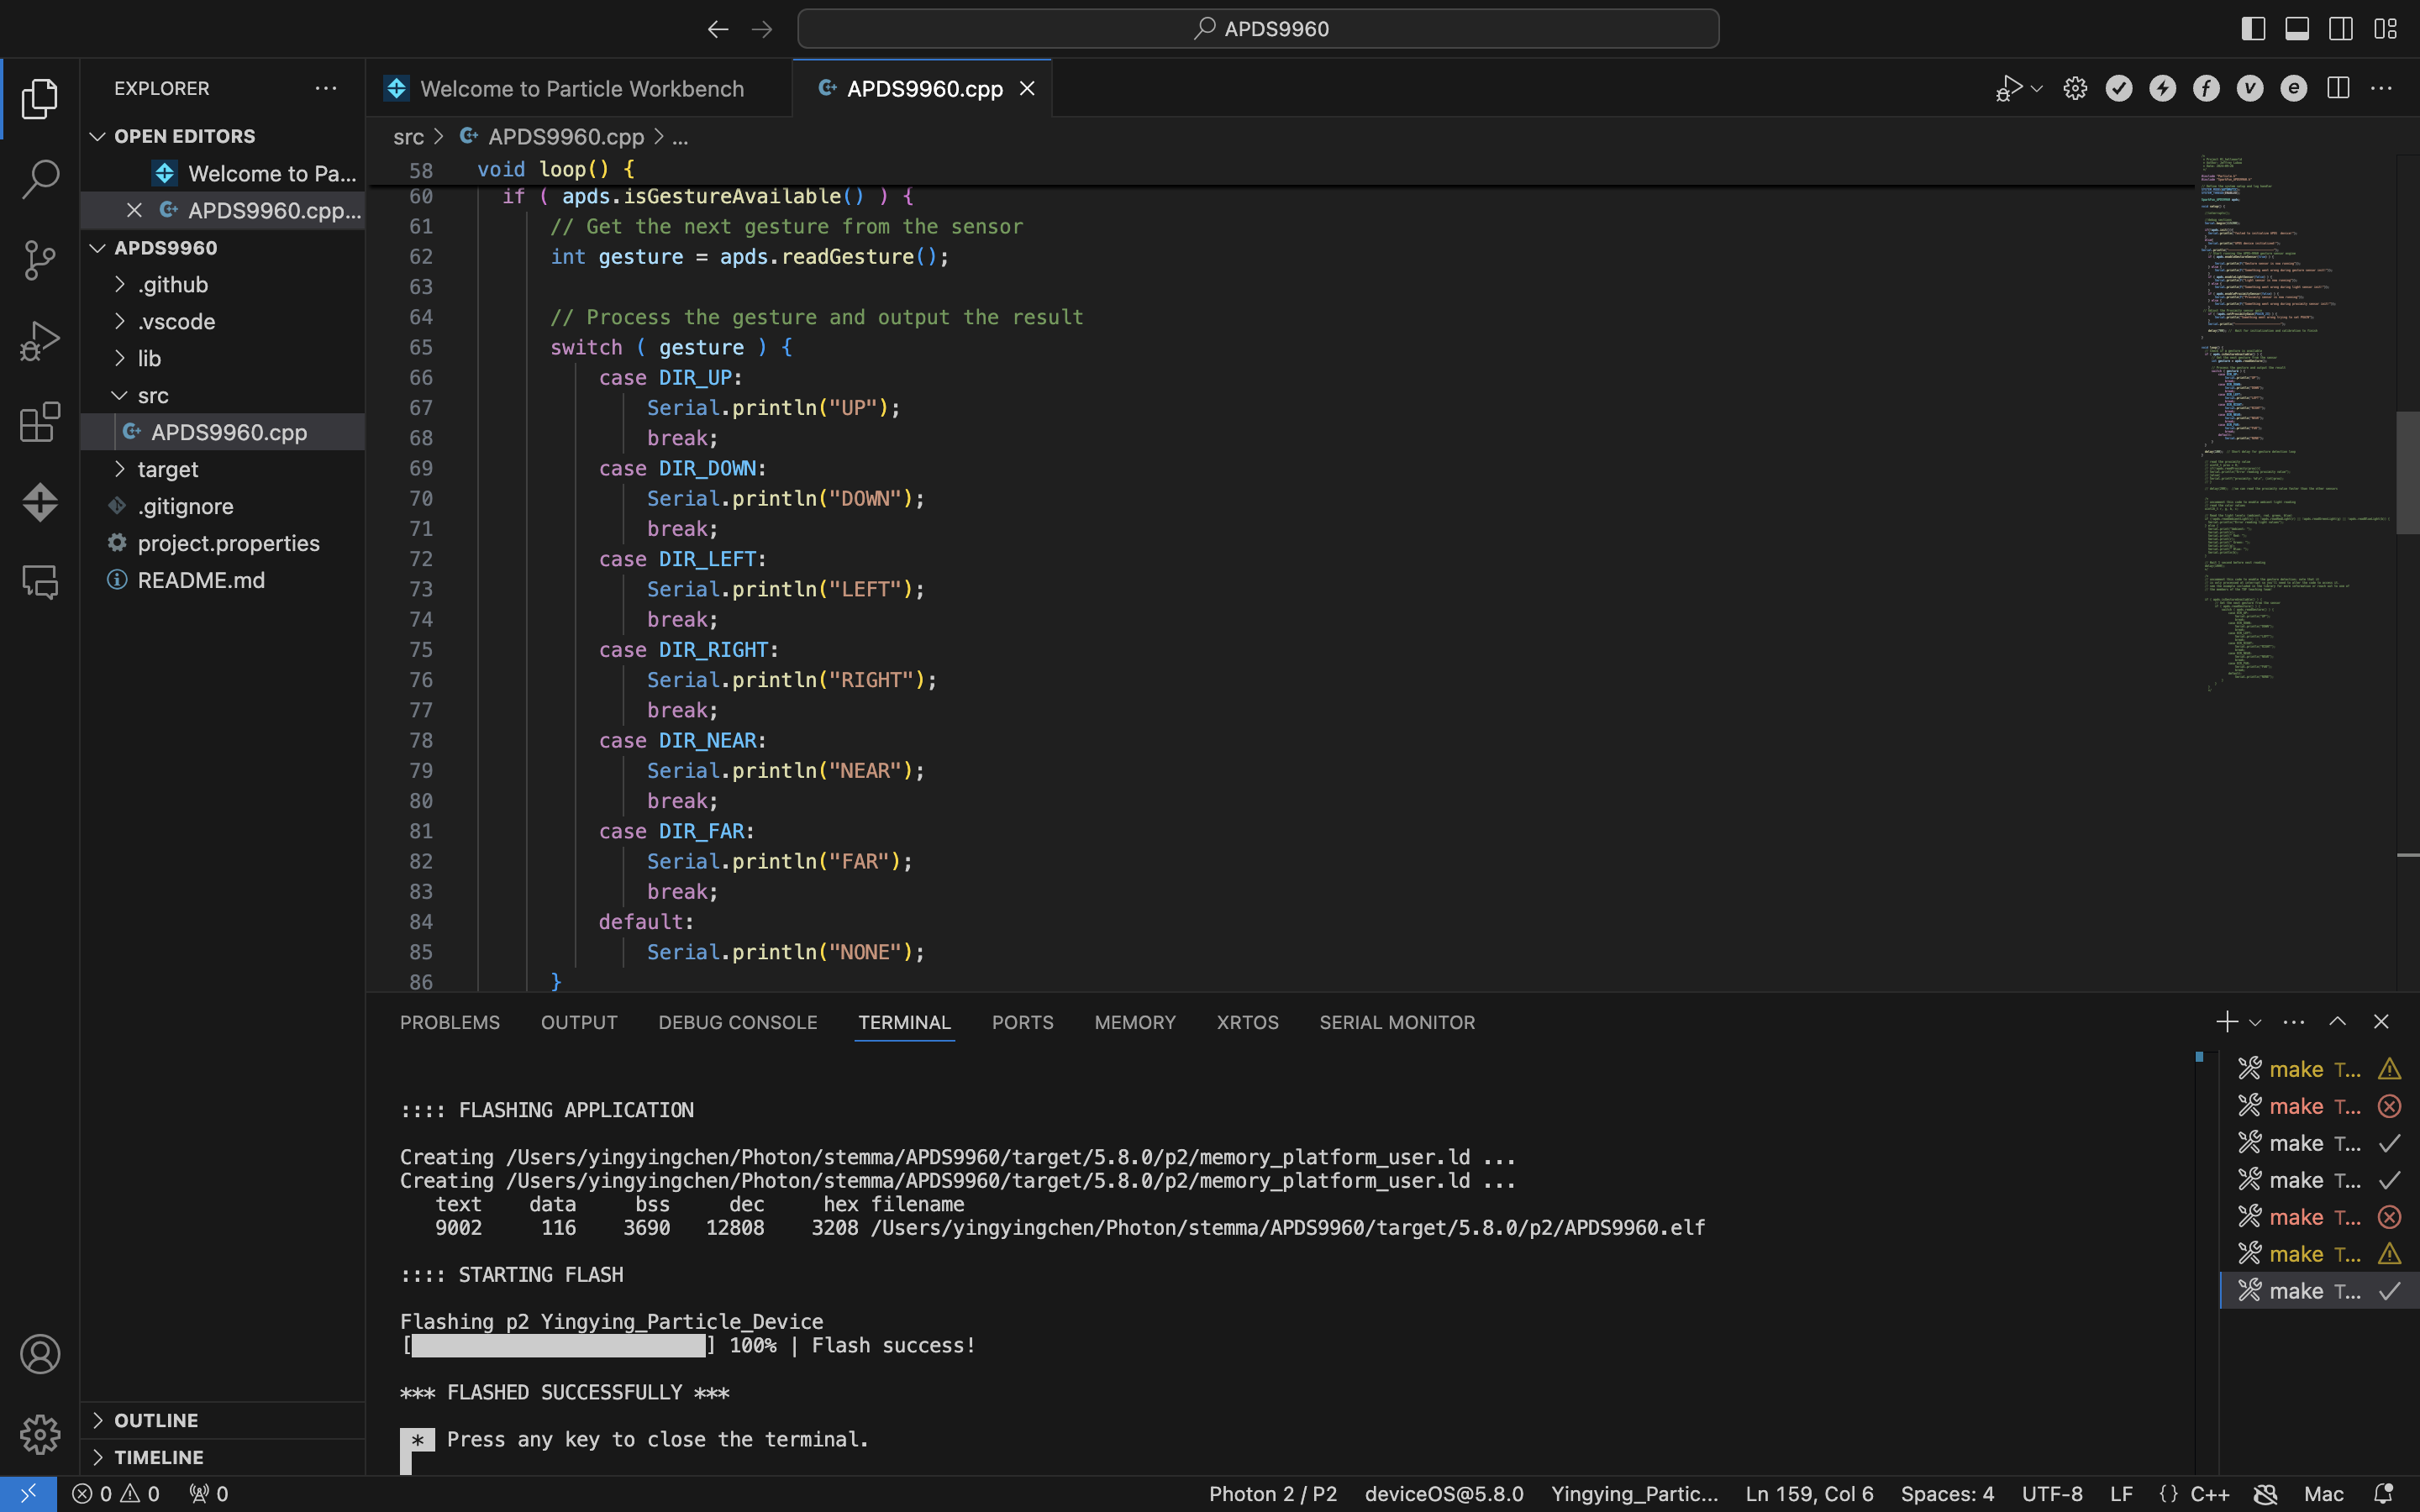 APDS9960
EXPLORER
OPEN EDITORS
Welcome to Pa...
APDS9960.cpp...
APDS9960
.github
.vscode
lib
src
APDS9960.cpp
target
.gitignore
project.properties
README.md
OUTLINE
TIMELINE
Welcome to Particle Workbench
APDS9960.cpp
src > APDS9960.cpp > ...
58 void loop() {
60 if ( apds.isGestureAvailable() ) {
61 // Get the next gesture from the sensor
62 int gesture = apds.readGesture();
63
64 // Process the gesture and output the result
65 switch ( gesture ) {
66 case DIR_UP:
67 Serial.println("UP");
68 break;
69 case DIR_DOWN:
70 Serial.println("DOWN");
71 break;
72 case DIR_LEFT:
73 Serial.println("LEFT");
74 break;
75 case DIR_RIGHT:
76 Serial.println("RIGHT");
77 break;
78 case DIR_NEAR:
79 Serial.println("NEAR");
80 break;
81 case DIR_FAR:
82 Serial.println("FAR");
83 break;
84 default:
85 Serial.println("NONE");
86 }
PROBLEMS OUTPUT DEBUG CONSOLE TERMINAL PORTS MEMORY XRTOS SERIAL MONITOR
:::: FLASHING APPLICATION
Creating /Users/yingyingchen/Photon/stemma/APDS9960/target/5.8.0/p2/memory_platform_user.ld ...
Creating /Users/yingyingchen/Photon/stemma/APDS9960/target/5.8.0/p2/memory_platform_user.ld ...
text data bss dec hex filename
9002 116 3690 12808 3208 /Users/yingyingchen/Photon/stemma/APDS9960/target/5.8.0/p2/APDS9960.elf
:::: STARTING FLASH
Flashing p2 Yingying_Particle_Device
[ ] 100% | Flash success!
*** FLASHED SUCCESSFULLY ***
* Press any key to close the terminal.
make T...
make T...
make T...
make T...
make T...
make T...
make T...
0 0 0
Photon 2 / P2 deviceOS@5.8.0 Yingying_Partic... Ln 159, Col 6 Spaces: 4 UTF-8 LF {} C++ Mac